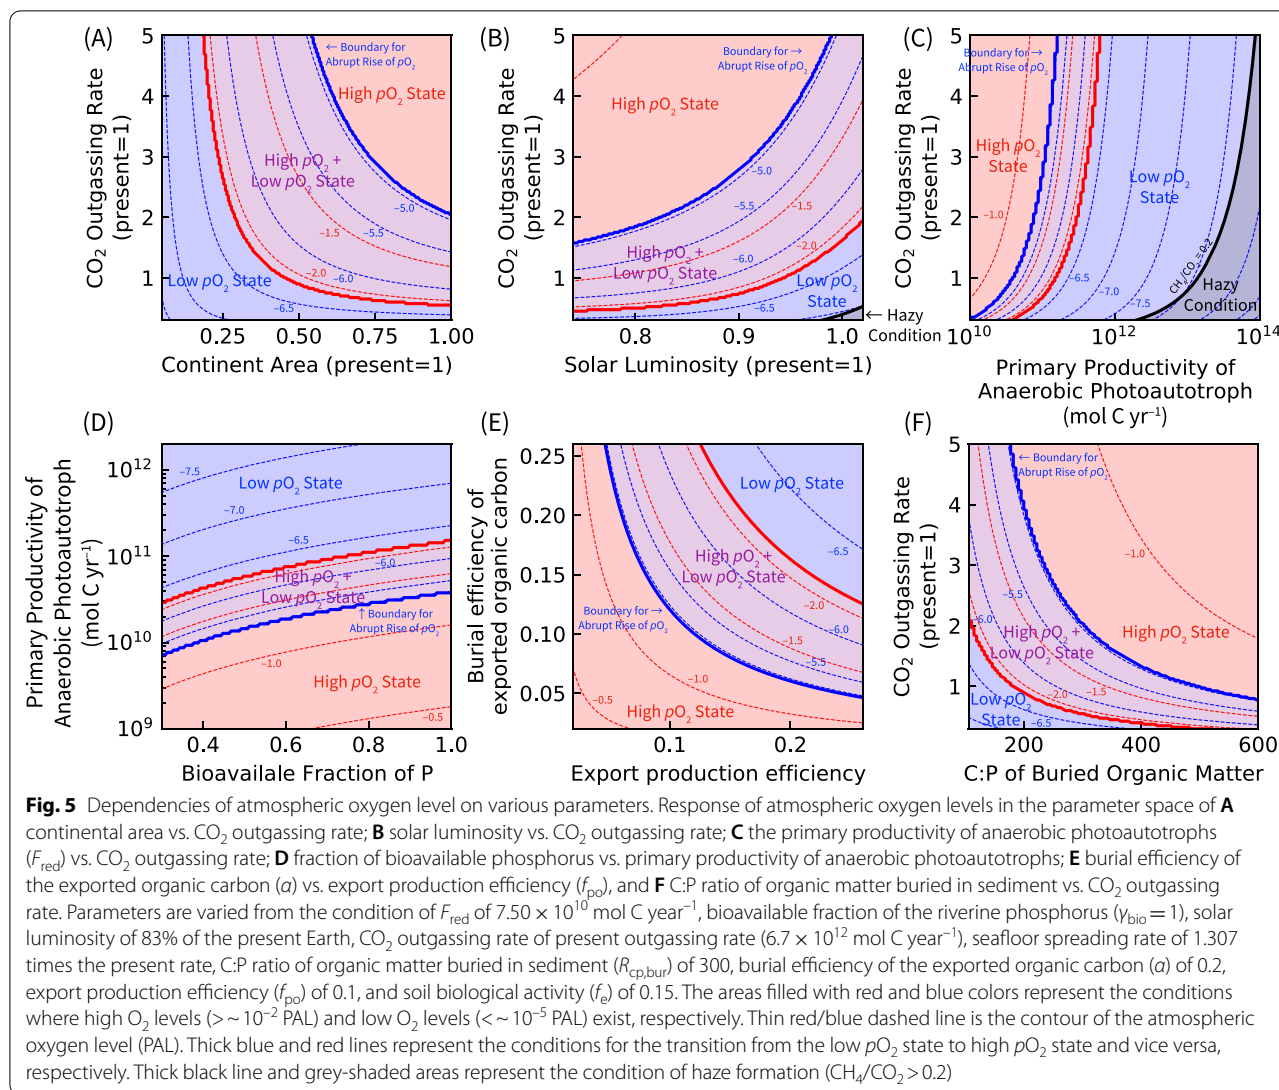 (A)
CO2 Outgassing Rate
(present=1)
5
4
3
2
1
0.25
0.50
0.75
1.00
Continent Area (present=1)
← Boundary for
Abrupt Rise of pO2
High pO2 State
High pO2 +
Low pO2 State
Low pO2 State
−5.0
−1.5
−5.5
−2.0
−6.0
−6.5
(B)
CO2 Outgassing Rate
(present=1)
5
4
3
2
1
0.8
0.9
1.0
Solar Luminosity (present=1)
Boundary for →
Abrupt Rise of pO2
High pO2 State
High pO2 +
Low pO2 State
Low pO2
State
−5.0
−1.5
−5.5
−2.0
−6.0
−6.5
← Hazy
Condition
(C)
CO2 Outgassing Rate
(present=1)
5
4
3
2
1
10^10
10^12
10^14
Primary Productivity of
Anaerobic Photoautotroph
(mol C yr−1)
Boundary for →
Abrupt Rise of pO2
High pO2
State
Low pO2
State
−1.0
−6.5
−7.0
−7.5
CH4/CO2=0.2
Hazy
Condition
(D)
Primary Productivity of
Anaerobic Photoautotroph
(mol C yr−1)
10^12
10^11
10^10
10^9
0.4
0.6
0.8
1.0
Bioavailale Fraction of P
−7.5
Low pO2 State
−7.0
−6.5
−6.0
High pO2 +
Low pO2 State
↑ Boundary for
Abrupt Rise of pO2
−1.0
High pO2 State
−0.5
(E)
Burial efficiency of
exported organic carbon
0.25
0.20
0.15
0.10
0.05
0.1
0.2
Export production efficiency
Low pO2 State
−6.5
High pO2 +
Low pO2 State
Boundary for →
Abrupt Rise of pO2
−2.0
−6.0
−1.5
−5.5
−1.0
−0.5
High pO2 State
(F)
CO2 Outgassing Rate
(present=1)
5
4
3
2
1
200
400
600
C:P of Buried Organic Matter
← Boundary for
Abrupt Rise of pO2
−1.0
−5.5
−6.0
High pO2 +
Low pO2 State
High pO2 State
−2.0
−1.5
Low pO2
State
−6.5
Fig. 5 Dependencies of atmospheric oxygen level on various parameters. Response of atmospheric oxygen levels in the parameter space of A
continental area vs. CO2 outgassing rate; B solar luminosity vs. CO2 outgassing rate; C the primary productivity of anaerobic photoautotrophs
(Fred) vs. CO2 outgassing rate; D fraction of bioavailable phosphorus vs. primary productivity of anaerobic photoautotrophs; E burial efficiency of
the exported organic carbon (α) vs. export production efficiency (fpo), and F C:P ratio of organic matter buried in sediment vs. CO2 outgassing
rate. Parameters are varied from the condition of Fred of 7.50 × 10^10 mol C year−1, bioavailable fraction of the riverine phosphorus (γbio = 1), solar
luminosity of 83% of the present Earth, CO2 outgassing rate of present outgassing rate (6.7 × 10^12 mol C year−1), seafloor spreading rate of 1.307
times the present rate, C:P ratio of organic matter buried in sediment (Rcp,bur) of 300, burial efficiency of the exported organic carbon (α) of 0.2,
export production efficiency (fpo) of 0.1, and soil biological activity (fe) of 0.15. The areas filled with red and blue colors represent the conditions
where high O2 levels (> ~ 10−2 PAL) and low O2 levels (< ~ 10−5 PAL) exist, respectively. Thin red/blue dashed line is the contour of the atmospheric
oxygen level (PAL). Thick blue and red lines represent the conditions for the transition from the low pO2 state to high pO2 state and vice versa,
respectively. Thick black line and grey-shaded areas represent the condition of haze formation (CH4/CO2 > 0.2)